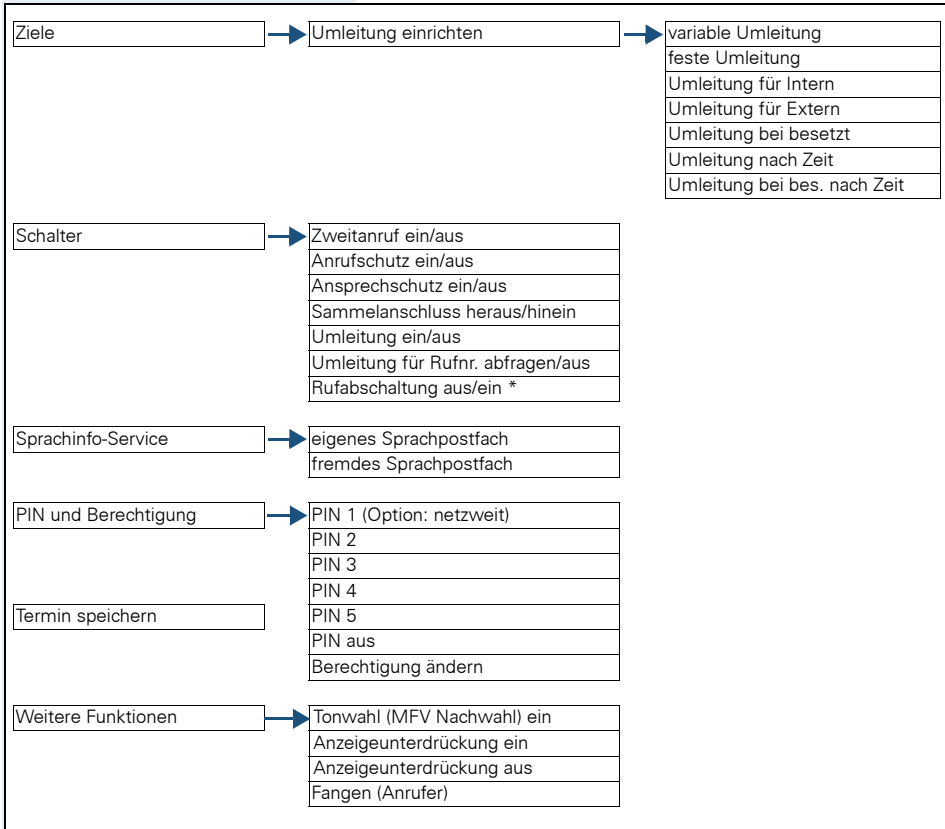 Ziele
Umleitung einrichten
variable Umleitung
feste Umleitung
Umleitung für Intern
Umleitung für Extern
Umleitung bei besetzt
Umleitung nach Zeit
Umleitung bei bes. nach Zeit
Schalter
Zweitanruf ein/aus
Anrufschutz ein/aus
Ansprechschutz ein/aus
Sammelanschluss heraus/hinein
Umleitung ein/aus
Umleitung für Rufnr. abfragen/aus
Rufabschaltung aus/ein *
Sprachinfo-Service
eigenes Sprachpostfach
fremdes Sprachpostfach
PIN und Berechtigung
PIN 1 (Option: netzweit)
PIN 2
PIN 3
PIN 4
Termin speichern
PIN 5
PIN aus
Berechtigung ändern
Weitere Funktionen
Tonwahl (MFV Nachwahl) ein
Anzeigeunterdrückung ein
Anzeigeunterdrückung aus
Fangen (Anrufer)